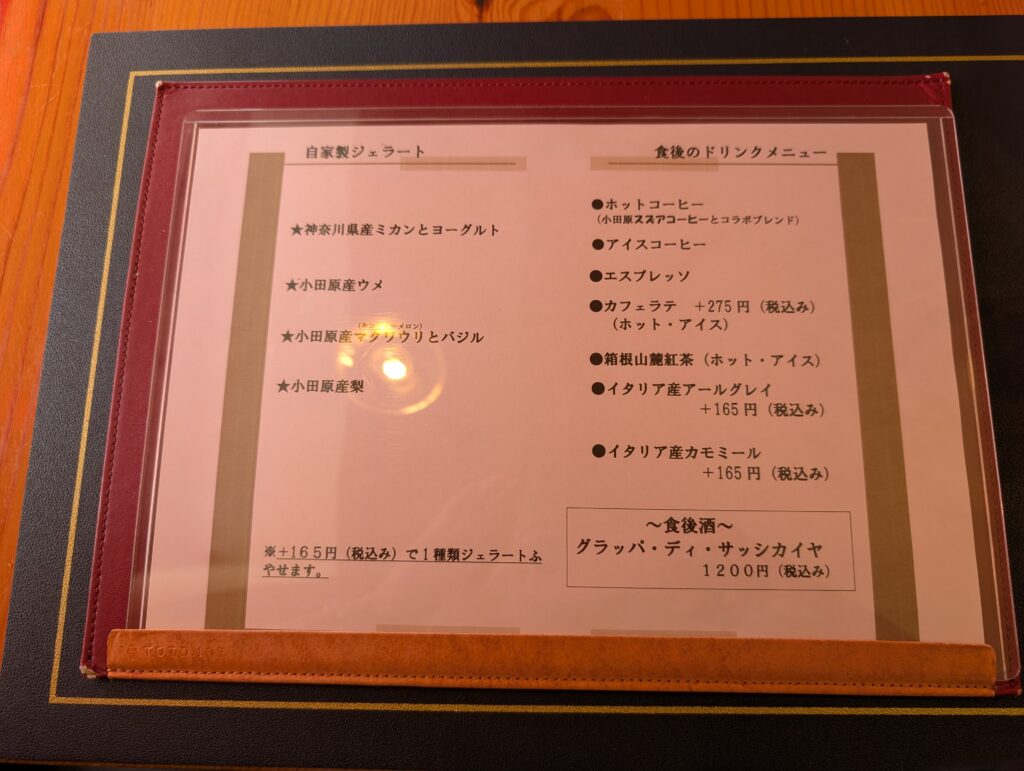 自家製ジェラート
★神奈川県産ミカンとヨーグルト
★小田原産ウメ
★小田原産マクワウリとバジル
★小田原産梨
※+165円(税込み)で1種類ジェラートふ
やせます。
食後のドリンクメニュー
●ホットコーヒー
(小田原スズアコーヒーとコラボブレンド)
●アイスコーヒー
●エスプレッソ
●カフェラテ +275円(税込み)
(ホット・アイス)
●箱根山麓紅茶(ホット・アイス)
●イタリア産アールグレイ
+165円(税込み)
●イタリア産カモミール
+165円(税込み)
~食後酒~
グラッパ・ディ・サッシカイヤ
1200円(税込み)